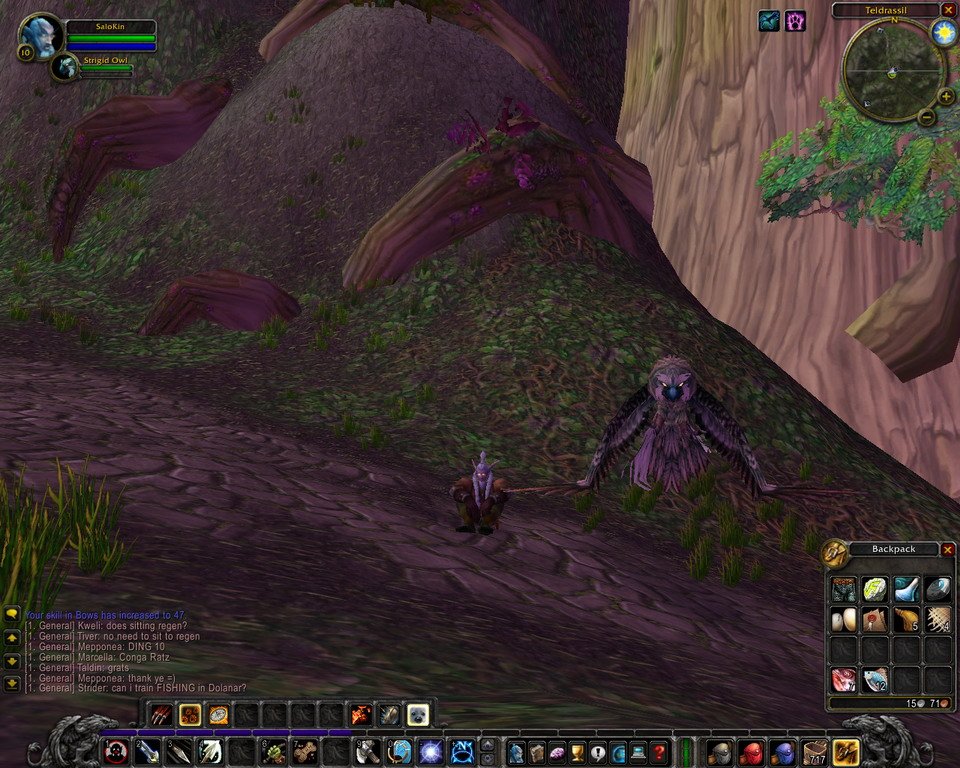 SaloKin
10
Strigid Owl
Teldrassil
N
Backpack
5
12
15 71
Your skill in Bows has increased to 47.
[1. General] Kweli: does sitting regen?
[1. General] Tiver: no need to sit to regen
[1. General] Mepponea: DING 10
[1. General] Marcella: Conga Ratz
[1. General] Taldin: grats
[1. General] Mepponea: thank ye =)
[1. General] Strider: can i train FISHING in Dolanar?
717